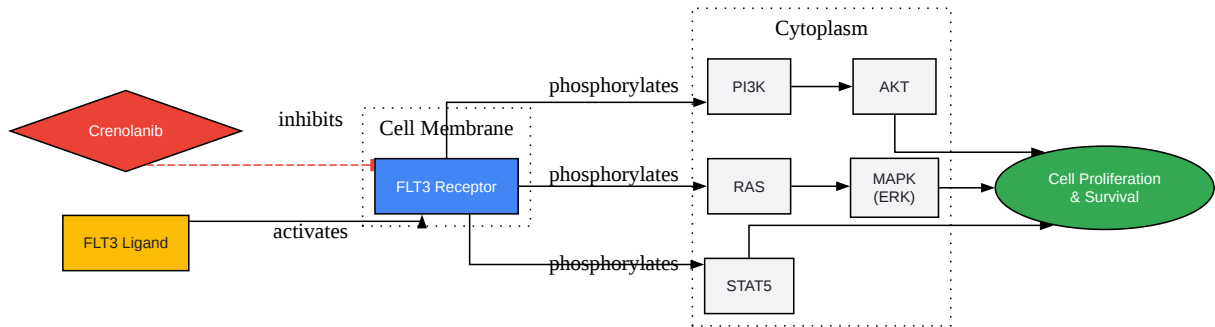 Cytoplasm
phosphorylates
PI3K
AKT
inhibits
Crenolanib
Cell Membrane
FLT3 Receptor
phosphorylates
RAS
MAPK
(ERK)
Cell Proliferation
& Survival
FLT3 Ligand
activates
phosphorylates
STAT5